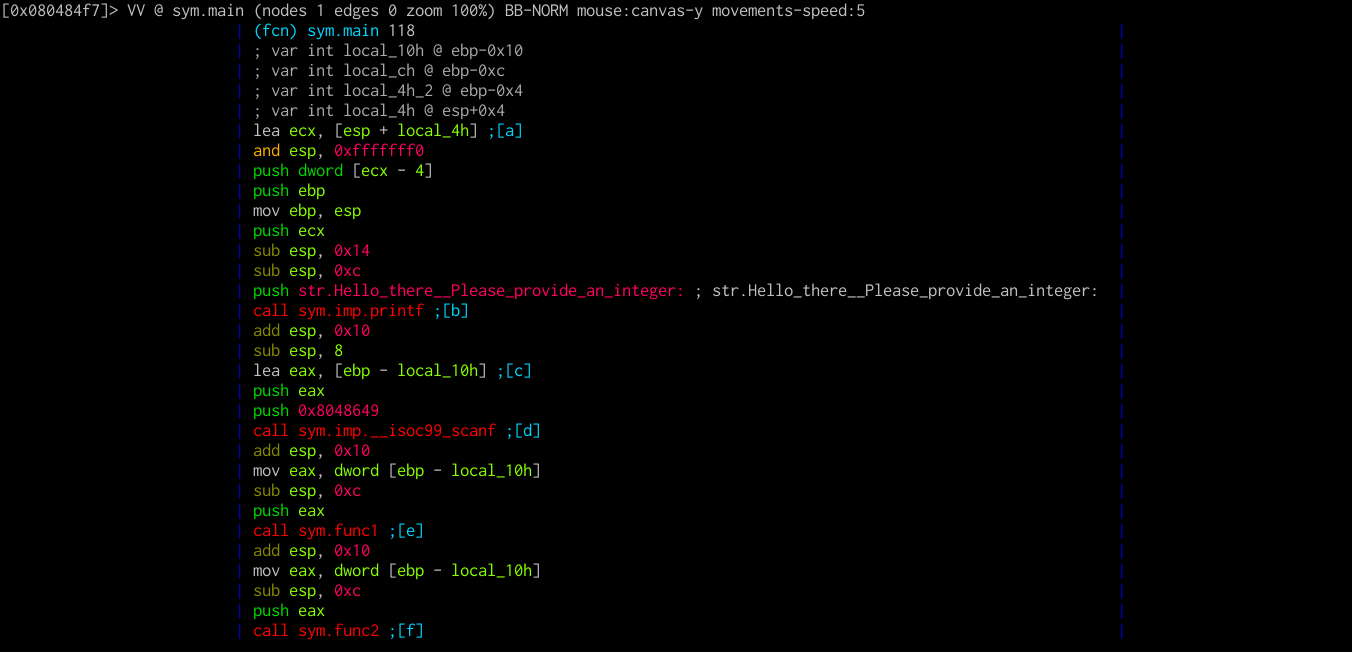 [0x080484f7]> VV @ sym.main (nodes 1 edges 0 zoom 100%) BB-NORM mouse:canvas-y movements-speed:5
(fcn) sym.main 118
; var int local_10h @ ebp-0x10
; var int local_ch @ ebp-0xc
; var int local_4h_2 @ ebp-0x4
; var int local_4h @ esp+0x4
lea ecx, [esp + local_4h] ;[a]
and esp, 0xfffffff0
push dword [ecx - 4]
push ebp
mov ebp, esp
push ecx
sub esp, 0x14
sub esp, 0xc
push str.Hello_there__Please_provide_an_integer: ; str.Hello_there__Please_provide_an_integer:
call sym.imp.printf ;[b]
add esp, 0x10
sub esp, 8
lea eax, [ebp - local_10h] ;[c]
push eax
push 0x8048649
call sym.imp.__isoc99_scanf ;[d]
add esp, 0x10
mov eax, dword [ebp - local_10h]
sub esp, 0xc
push eax
call sym.func1 ;[e]
add esp, 0x10
mov eax, dword [ebp - local_10h]
sub esp, 0xc
push eax
call sym.func2 ;[f]